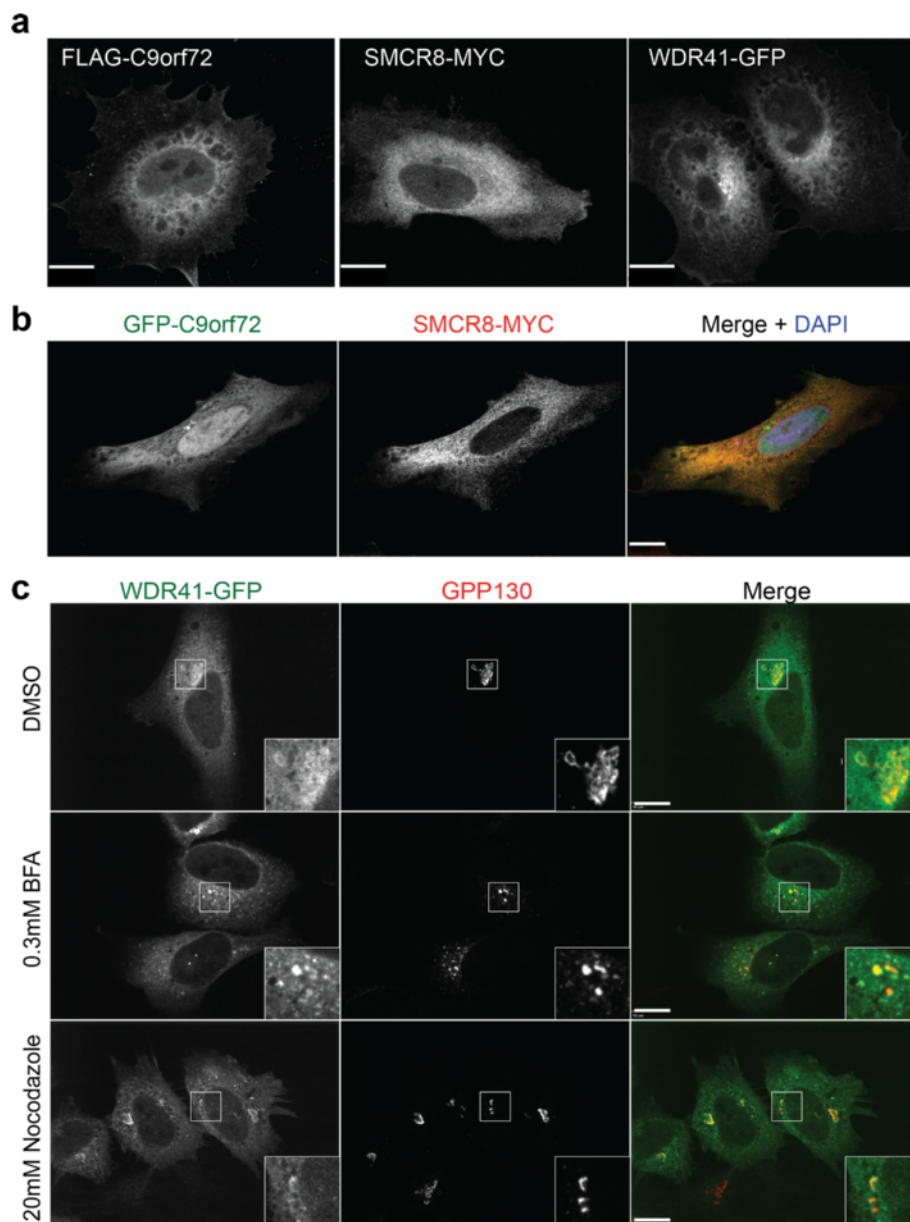 a
FLAG-C9orf72
SMCR8-MYC
WDR41-GFP
b
GFP-C9orf72
SMCR8-MYC
Merge + DAPI
c
WDR41-GFP
GPP130
Merge
DMSO
0.3mM BFA
20mM Nocodazole